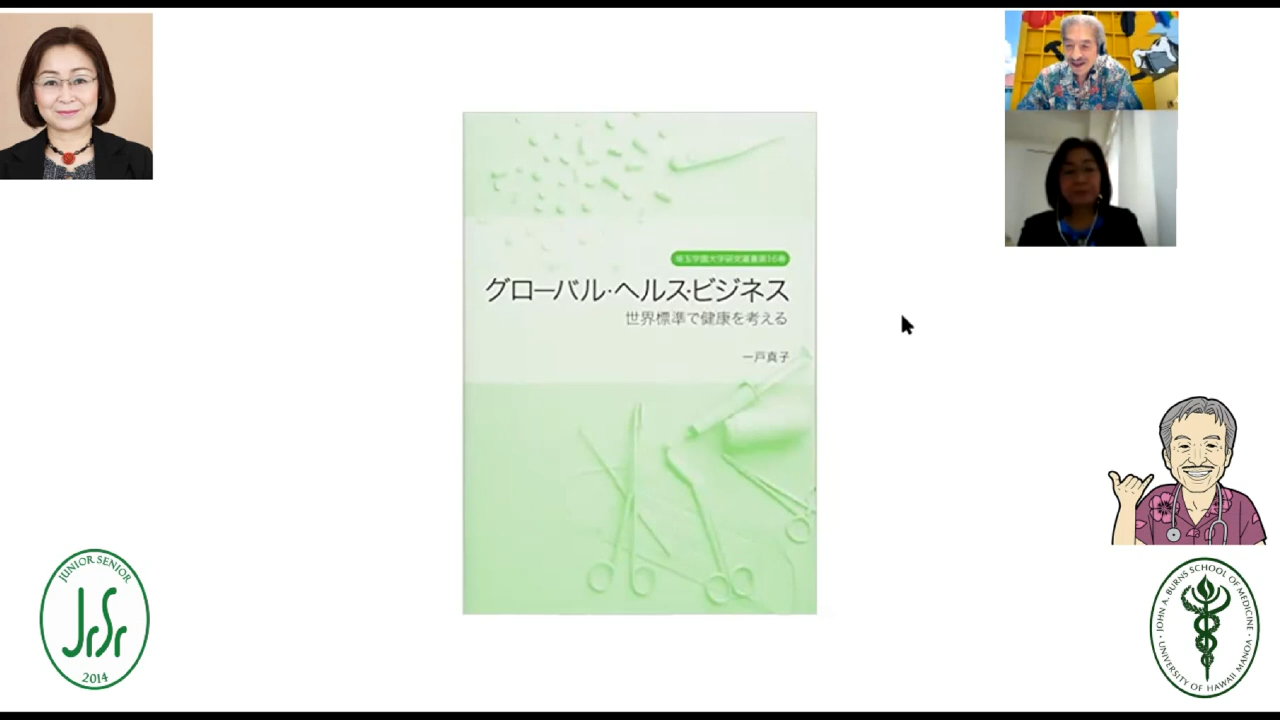 埼玉学園大学研究叢書第16巻
グローバル・ヘルス・ビジネス
世界標準で健康を考える
一戸真子
JUNIOR SENIOR
JrSr
2014
JOHN A. BURNS SCHOOL OF MEDICINE
UNIVERSITY OF HAWAII MANOA